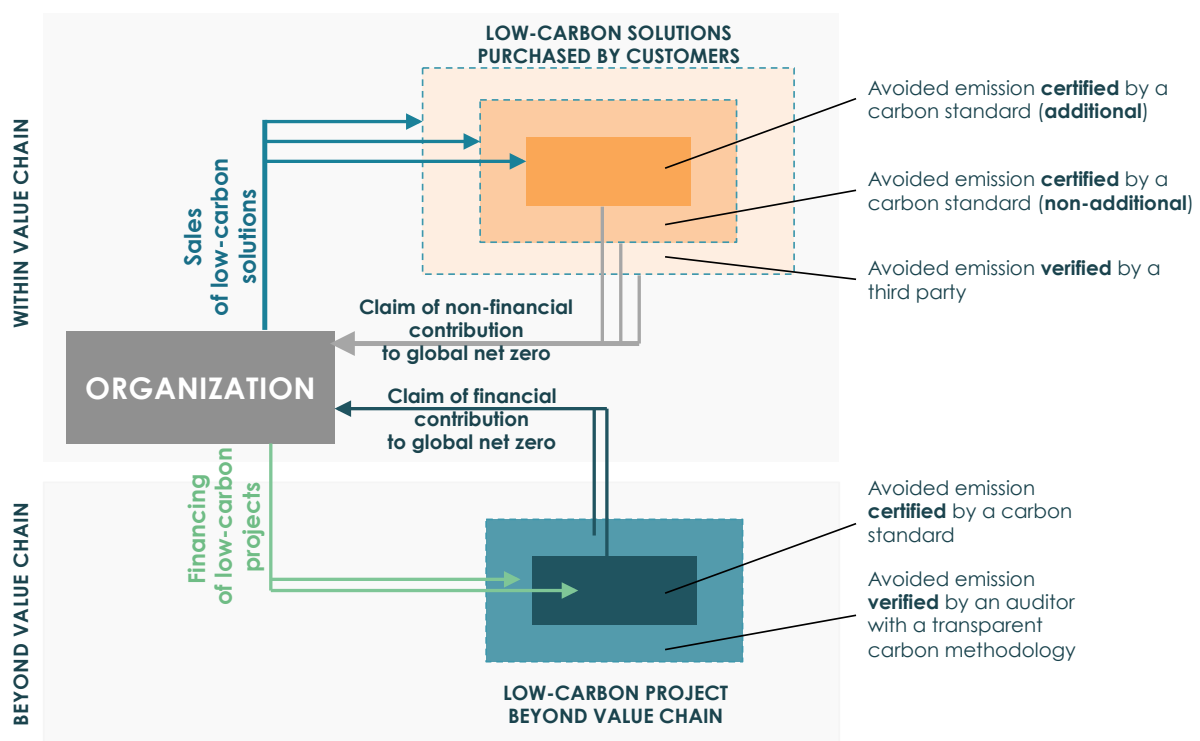 WITHIN VALUE CHAIN
LOW-CARBON SOLUTIONS
PURCHASED BY CUSTOMERS
Avoided emission certified by a
carbon standard (additional)
Avoided emission certified by a
carbon standard (non-additional)
Avoided emission verified by a
third party
Sales
of low-carbon
solutions
Claim of non-financial
contribution
to global net zero
ORGANIZATION
Claim of financial
contribution
to global net zero
BEYOND VALUE CHAIN
Financing
of low-carbon
projects
Avoided emission
certified by a carbon
standard
Avoided emission
verified by an auditor
with a transparent
carbon methodology
LOW-CARBON PROJECT
BEYOND VALUE CHAIN